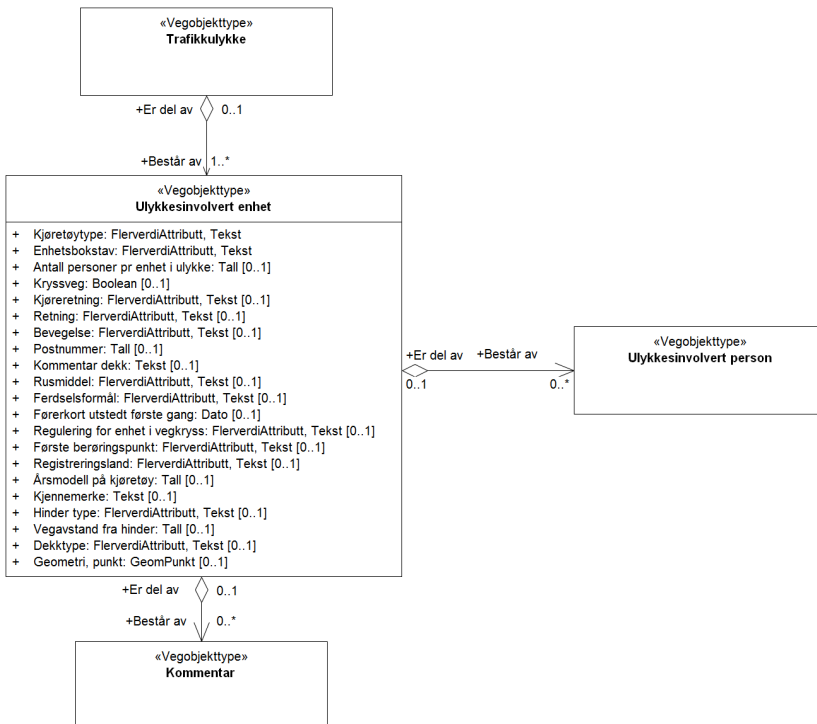 «Vegobjekttype»
Trafikkulykke
+Er del av 0..1
+Består av 1..*
«Vegobjekttype»
Ulykkesinvolvert enhet
+ Kjøretøytype: FlerverdiAttributt, Tekst
+ Enhetsbokstav: FlerverdiAttributt, Tekst
+ Antall personer pr enhet i ulykke: Tall [0..1]
+ Kryssveg: Boolean [0..1]
+ Kjøreretning: FlerverdiAttributt, Tekst [0..1]
+ Retning: FlerverdiAttributt, Tekst [0..1]
+ Bevegelse: FlerverdiAttributt, Tekst [0..1]
+ Postnummer: Tall [0..1]
+ Kommentar dekk: Tekst [0..1]
+ Rusmiddel: FlerverdiAttributt, Tekst [0..1]
+ Ferdselsformål: FlerverdiAttributt, Tekst [0..1]
+ Førerkort utstedt første gang: Dato [0..1]
+ Regulering for enhet i vegkryss: FlerverdiAttributt, Tekst [0..1]
+ Første berøringspunkt: FlerverdiAttributt, Tekst [0..1]
+ Registreringsland: FlerverdiAttributt, Tekst [0..1]
+ Årsmodell på kjøretøy: Tall [0..1]
+ Kjennemerke: Tekst [0..1]
+ Hinder type: FlerverdiAttributt, Tekst [0..1]
+ Vegavstand fra hinder: Tall [0..1]
+ Dekktype: FlerverdiAttributt, Tekst [0..1]
+ Geometri, punkt: GeomPunkt [0..1]
+Er del av +Består av
0..1 0..*
«Vegobjekttype»
Ulykkesinvolvert person
+Er del av 0..1
+Består av 0..*
«Vegobjekttype»
Kommentar